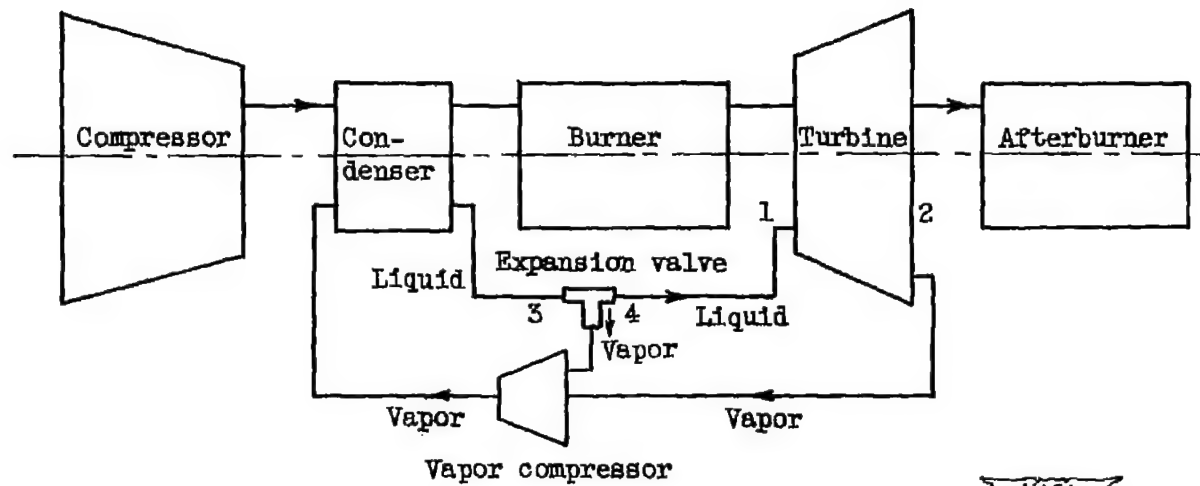 Compressor
Con-
denser
Burner
Turbine
Afterburner
1
2
Expansion valve
Liquid
3
4
Liquid
Vapor
Vapor
Vapor
Vapor compressor